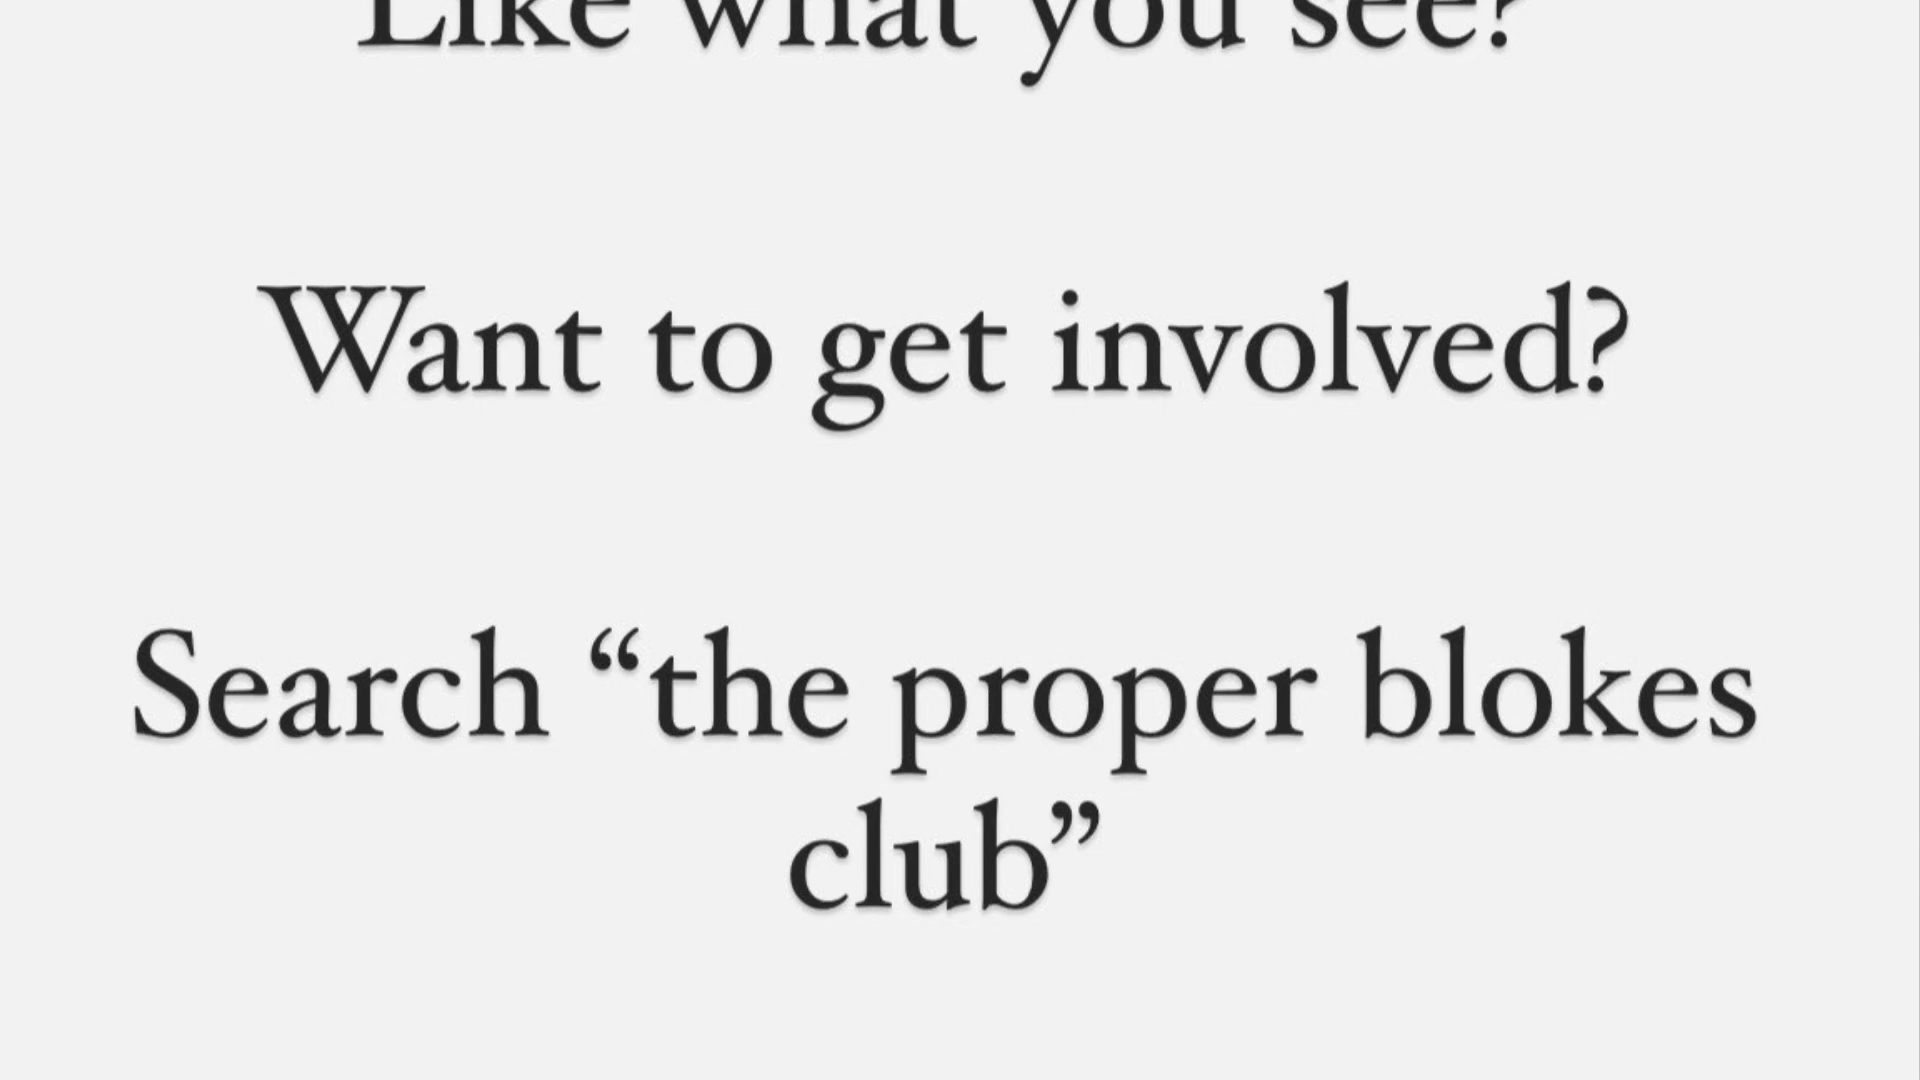 Like what you see?
Want to get involved?
Search “the proper blokes
club”